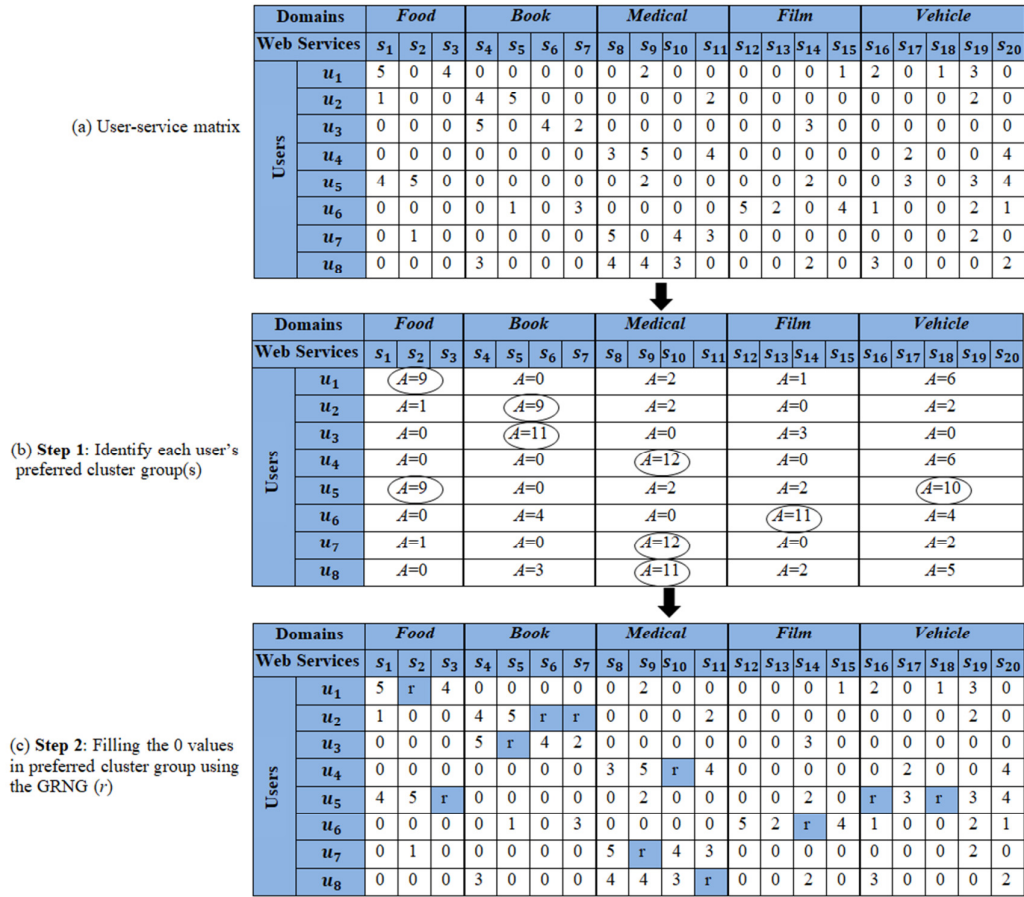 Domains Food Book Medical Film Vehicle
Web Services s1 s2 s3 s4 s5 s6 s7 s8 s9 s10 s11 s12 s13 s14 s15 s16 s17 s18 s19 s20
u1 5 0 4 0 0 0 0 0 2 0 0 0 0 0 1 2 0 1 3 0
u2 1 0 0 4 5 0 0 0 0 0 2 0 0 0 0 0 0 0 2 0
(a) User-service matrix
u3 0 0 0 5 0 4 2 0 0 0 0 0 0 3 0 0 0 0 0 0
Users
u4 0 0 0 0 0 0 0 3 5 0 4 0 0 0 0 0 2 0 0 4
u5 4 5 0 0 0 0 0 0 2 0 0 0 0 2 0 0 3 0 3 4
u6 0 0 0 0 1 0 3 0 0 0 0 5 2 0 4 1 0 0 2 1
u7 0 1 0 0 0 0 0 5 0 4 3 0 0 0 0 0 0 0 2 0
u8 0 0 0 3 0 0 0 4 4 3 0 0 0 2 0 3 0 0 0 2
Domains Food Book Medical Film Vehicle
Web Services s1 s2 s3 s4 s5 s6 s7 s8 s9 s10 s11 s12 s13 s14 s15 s16 s17 s18 s19 s20
u1 A=9 A=0 A=2 A=1 A=6
u2 A=1 A=9 A=2 A=0 A=2
u3 A=0 A=11 A=0 A=3 A=0
(b) Step 1: Identify each user's
preferred cluster group(s)
Users
u4 A=0 A=0 A=12 A=0 A=6
u5 A=9 A=0 A=2 A=2 A=10
u6 A=0 A=4 A=0 A=11 A=4
u7 A=1 A=0 A=12 A=0 A=2
u8 A=0 A=3 A=11 A=2 A=5
Domains Food Book Medical Film Vehicle
Web Services s1 s2 s3 s4 s5 s6 s7 s8 s9 s10 s11 s12 s13 s14 s15 s16 s17 s18 s19 s20
u1 5 r 4 0 0 0 0 0 2 0 0 0 0 0 1 2 0 1 3 0
u2 1 0 0 4 5 r r 0 0 0 2 0 0 0 0 0 0 0 2 0
u3 0 0 0 5 r 4 2 0 0 0 0 0 0 3 0 0 0 0 0 0
(c) Step 2: Filling the 0 values
in preferred cluster group using
the GRNG (r)
Users
u4 0 0 0 0 0 0 0 3 5 r 4 0 0 0 0 0 2 0 0 4
u5 4 5 r 0 0 0 0 0 2 0 0 0 0 2 0 r 3 r 3 4
u6 0 0 0 0 1 0 3 0 0 0 0 5 2 r 4 1 0 0 2 1
u7 0 1 0 0 0 0 0 5 r 4 3 0 0 0 0 0 0 0 2 0
u8 0 0 0 3 0 0 0 4 4 3 r 0 0 2 0 3 0 0 0 2